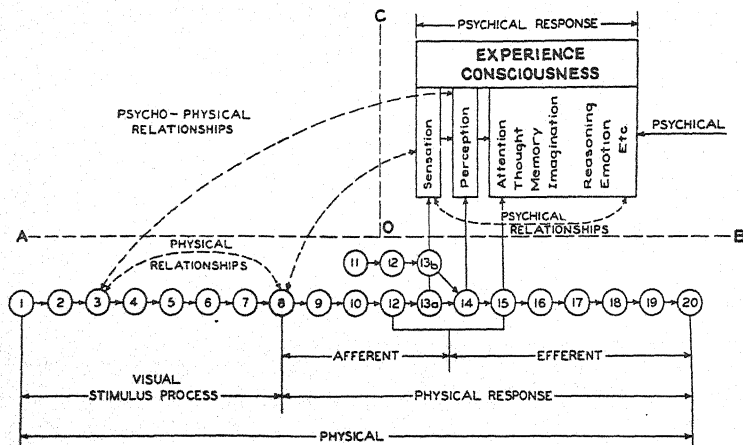 C
PSYCHICAL RESPONSE
EXPERIENCE
CONSCIOUSNESS
PSYCHO-PHYSICAL
RELATIONSHIPS
Sensation
Perception
Attention
Thought
Memory
Imagination
Reasoning
Emotion
Etc.
PSYCHICAL
PSYCHICAL
RELATIONSHIPS
A
O
B
PHYSICAL
RELATIONSHIPS
11 12 13b
1 2 3 4 5 6 7 8 9 10 12 13a 14 15 16 17 18 19 20
AFFERENT EFFERENT
VISUAL
STIMULUS PROCESS PHYSICAL RESPONSE
PHYSICAL